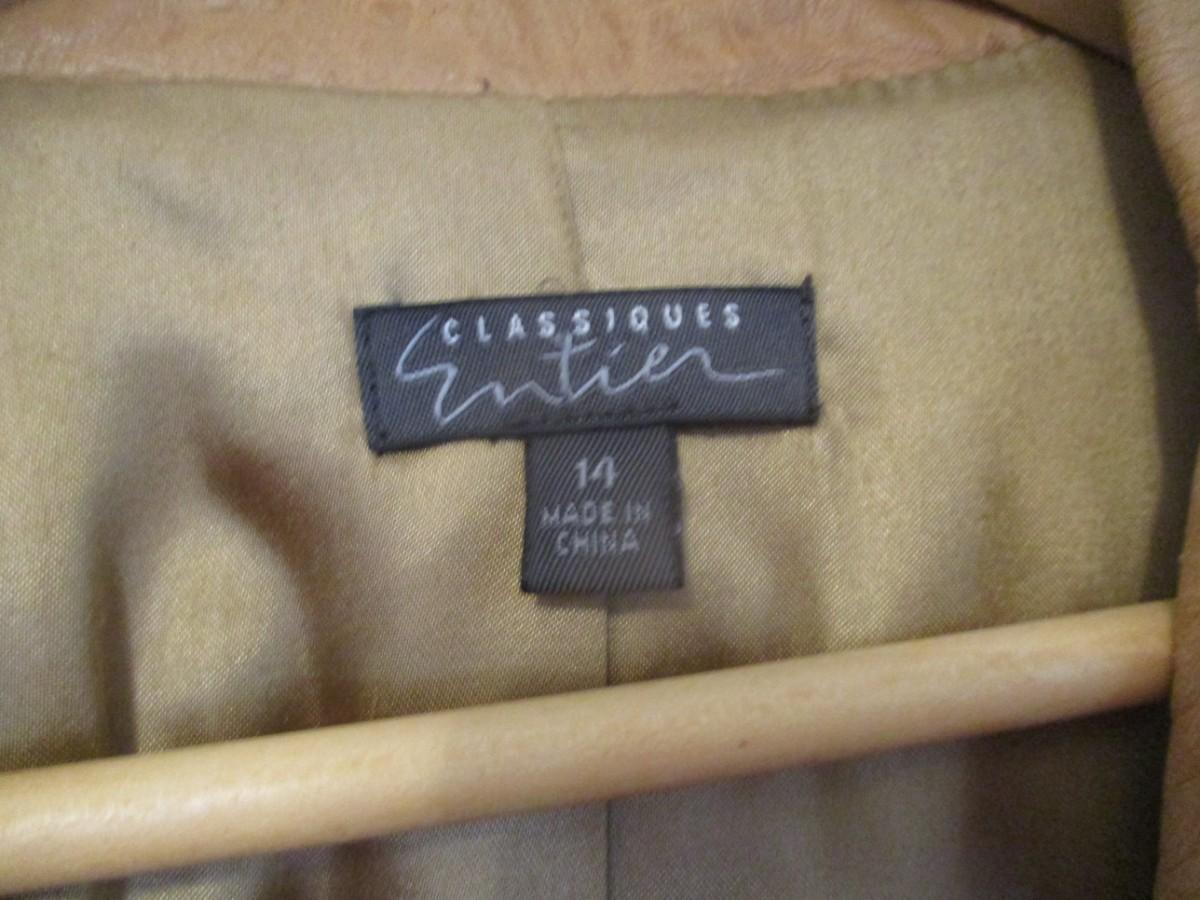 CLASSIQUES
Entier
14
MADE IN
CHINA